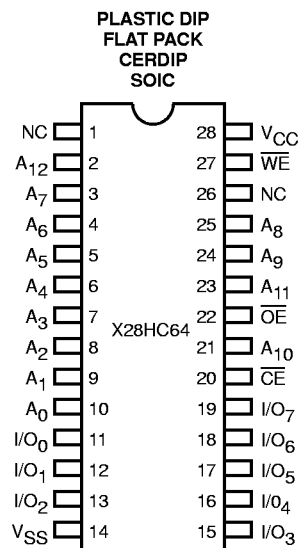 PLASTIC DIP
FLAT PACK
CERDIP
SOIC
NC 1 28 VCC
A12 2 27 WE
A7 3 26 NC
A6 4 25 A8
A5 5 24 A9
A4 6 23 A11
A3 7 22 OE
X28HC64
A2 8 21 A10
A1 9 20 CE
A0 10 19 I/O7
I/O0 11 18 I/O6
I/O1 12 17 I/O5
I/O2 13 16 I/04
VSS 14 15 I/O3